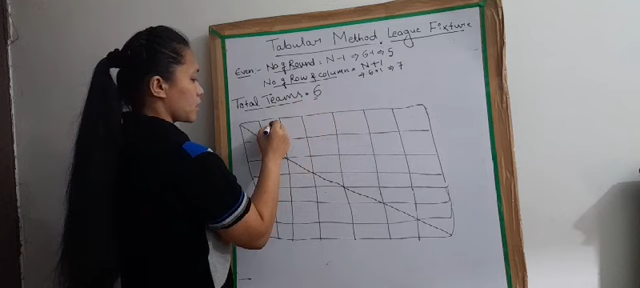 Tabular Method. League Fixture
Even:- No of Round = N-1 ⇒ 6-1 ⇒ 5
No of Row & column = N+1
⇒ 6+1 ⇒ 7
Total Teams = 6